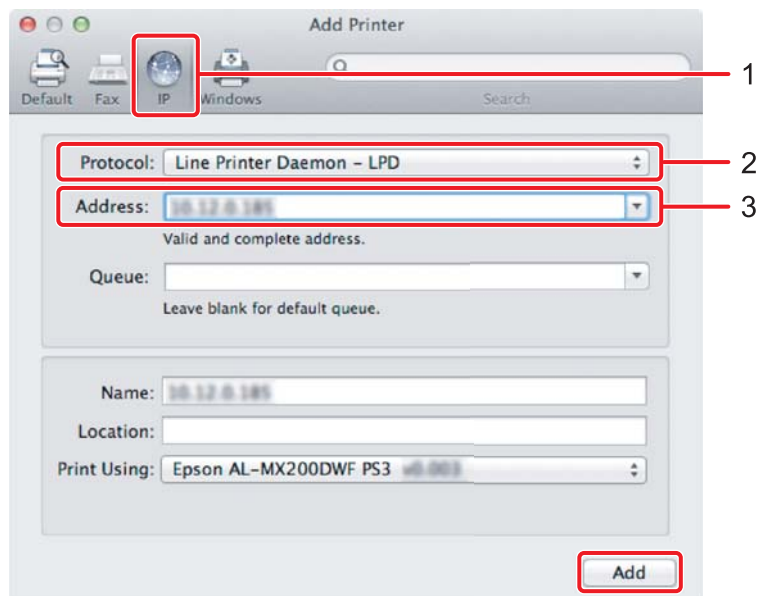 Add Printer
1
Default Fax IP Windows Search
Protocol: Line Printer Daemon – LPD
2
Address:
3
Valid and complete address.
Queue:
Leave blank for default queue.
Name:
Location:
Print Using: Epson AL-MX200DWF PS3
Add